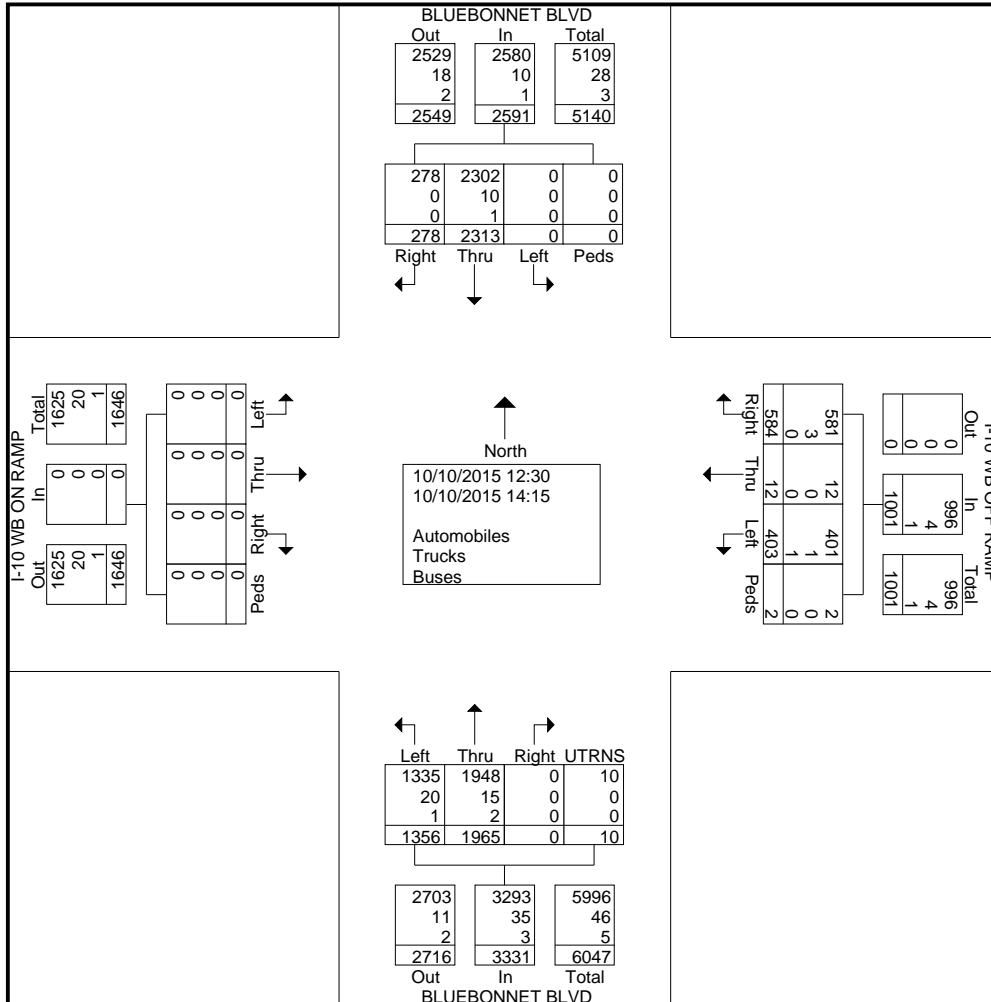 BLUEBONNET BLVD
Out In Total
2529 2580 5109
18 10 28
2 1 3
2549 2591 5140
278 2302 0 0
0 10 0 0
0 1 0 0
278 2313 0 0
Right Thru Left Peds
I-10 WB ON RAMP
Total In Out
1625 0 1625
20 0 20
1 0 1
1646 0 1646
0 0 0 0
0 0 0 0
0 0 0 0
0 0 0 0
Left Thru Right Peds
North
10/10/2015 12:30
10/10/2015 14:15
Automobiles
Trucks
Buses
I-10 WB OFF RAMP
Out In Total
0 996 996
0 4 4
0 1 1
0 1001 1001
581 12 401 2
3 0 1 0
0 0 1 0
584 12 403 2
Right Thru Left Peds
Left Thru Right UTRNS
1335 1948 0 10
20 15 0 0
1 2 0 0
1356 1965 0 10
2703 3293 5996
11 35 46
2 3 5
2716 3331 6047
Out In Total
BLUEBONNET BLVD